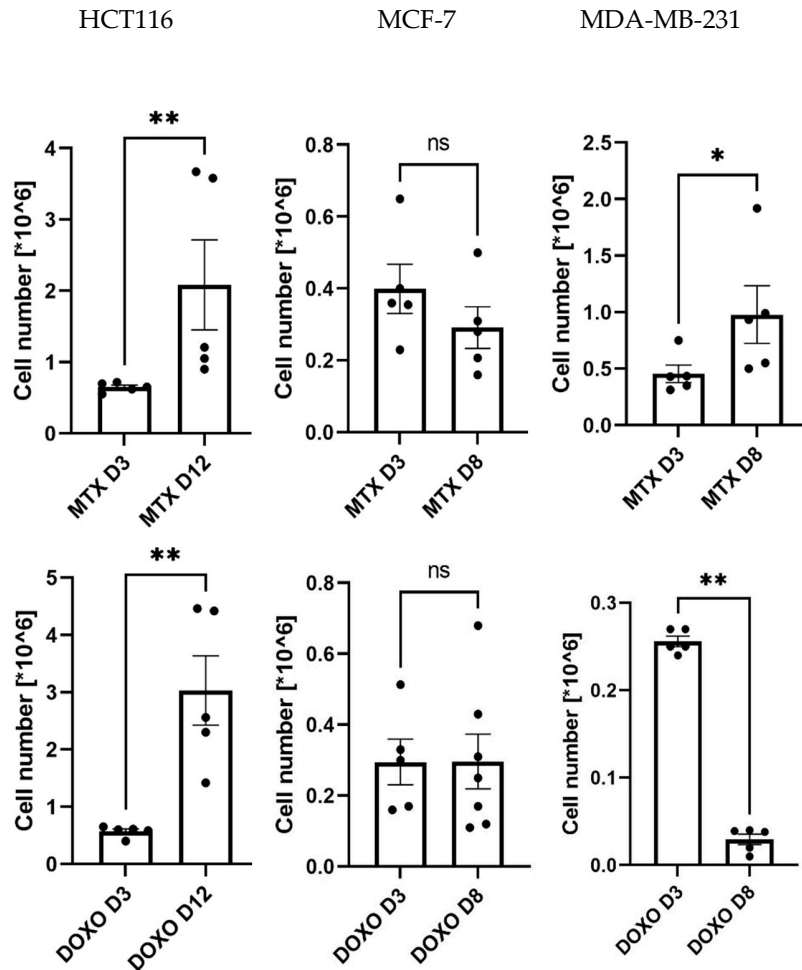 HCT116 MCF-7 MDA-MB-231
** ns *
Cell number [*10^6]
4
3
2
1
0
MTX D3 MTX D12
Cell number [*10^6]
0.8
0.6
0.4
0.2
0.0
MTX D3 MTX D8
Cell number [*10^6]
2.5
2.0
1.5
1.0
0.5
0.0
MTX D3 MTX D8
** ns **
Cell number [*10^6]
5
4
3
2
1
0
DOXO D3 DOXO D12
Cell number [*10^6]
0.8
0.6
0.4
0.2
0.0
DOXO D3 DOXO D8
Cell number [*10^6]
0.3
0.2
0.1
0.0
DOXO D3 DOXO D8